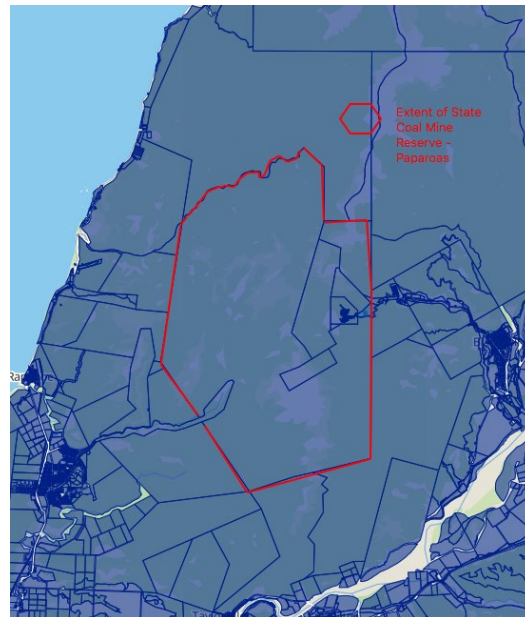 Extent of State
Coal Mine
Reserve -
Paparoas